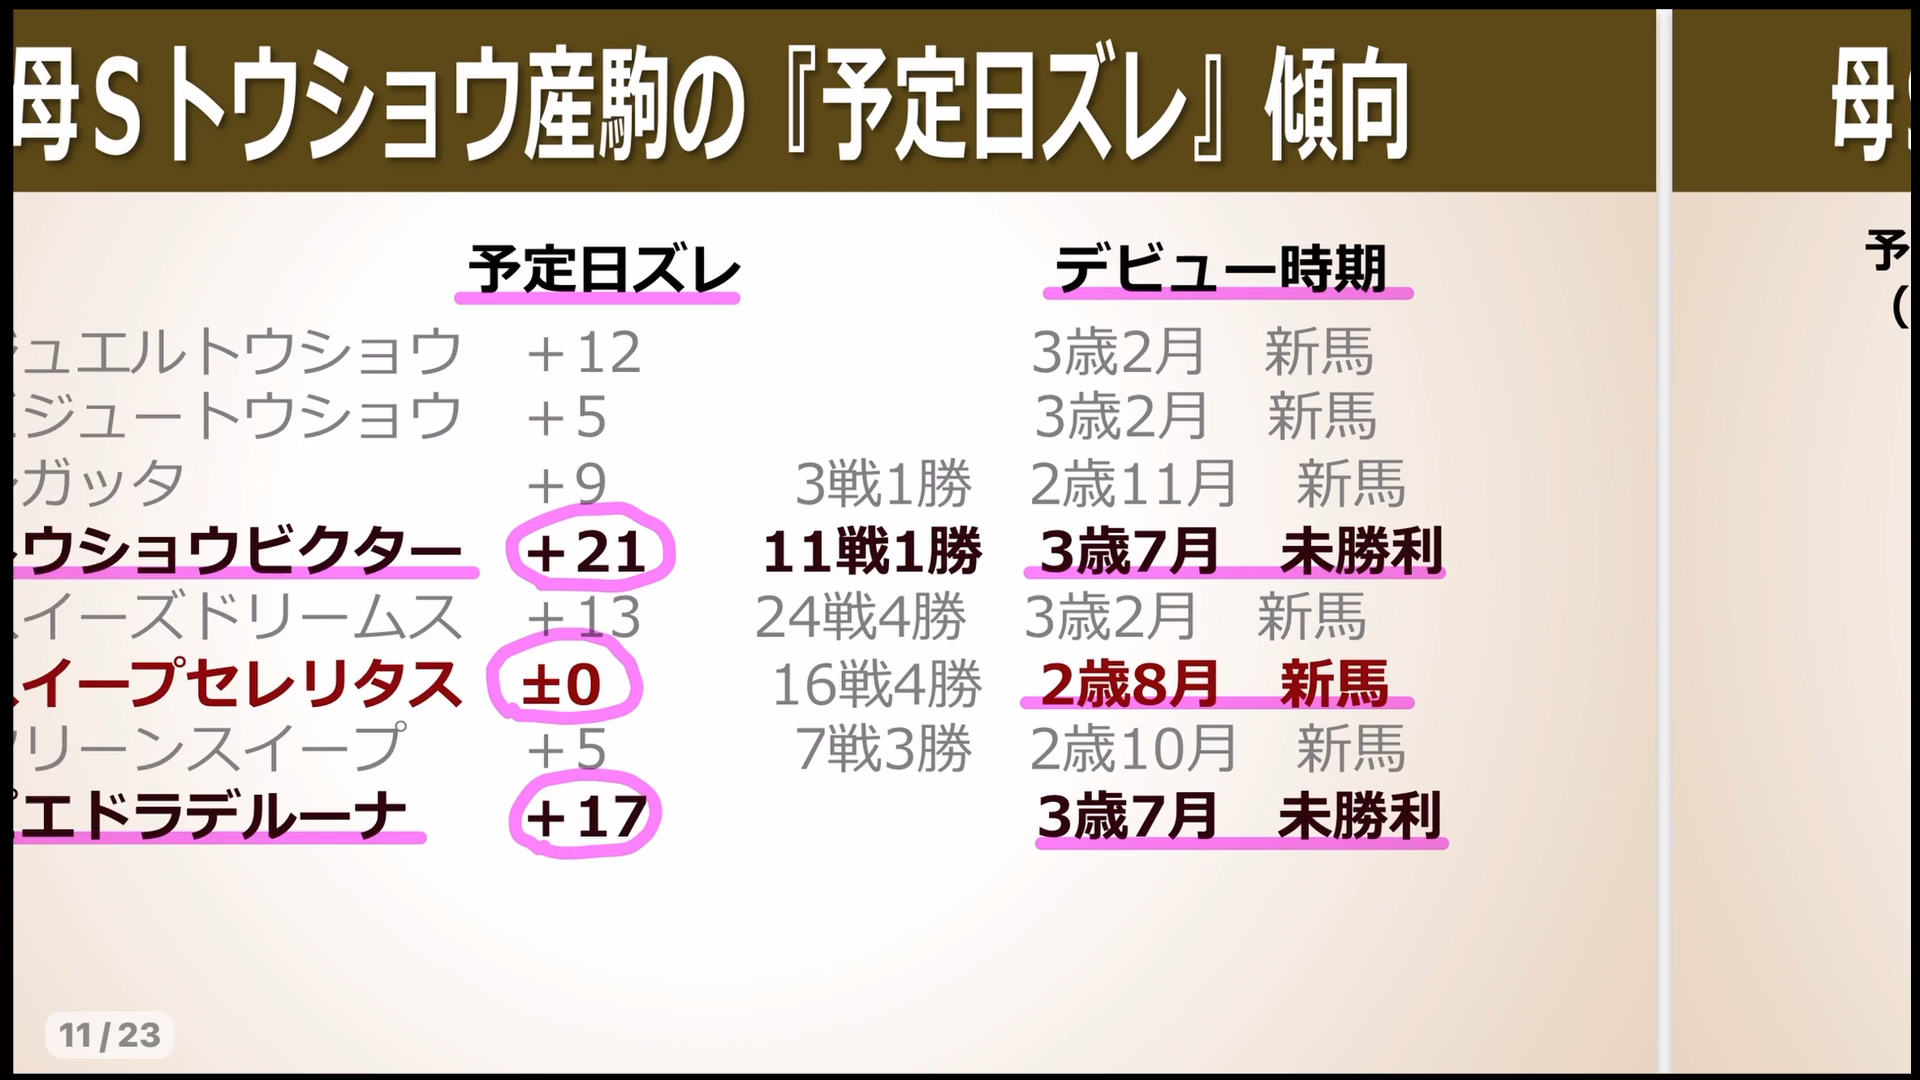 母Sトウショウ産駒の『予定日ズレ』傾向
母
予定日ズレ デビュー時期
予
(
ュエルトウショウ +12 3歳2月 新馬
ジュートウショウ +5 3歳2月 新馬
ガッタ +9 3戦1勝 2歳11月 新馬
ウショウビクター +21 11戦1勝 3歳7月 未勝利
イーズドリームス +13 24戦4勝 3歳2月 新馬
イープセレリタス ±0 16戦4勝 2歳8月 新馬
リーンスイープ +5 7戦3勝 2歳10月 新馬
エドラデルーナ +17 3歳7月 未勝利
11/23